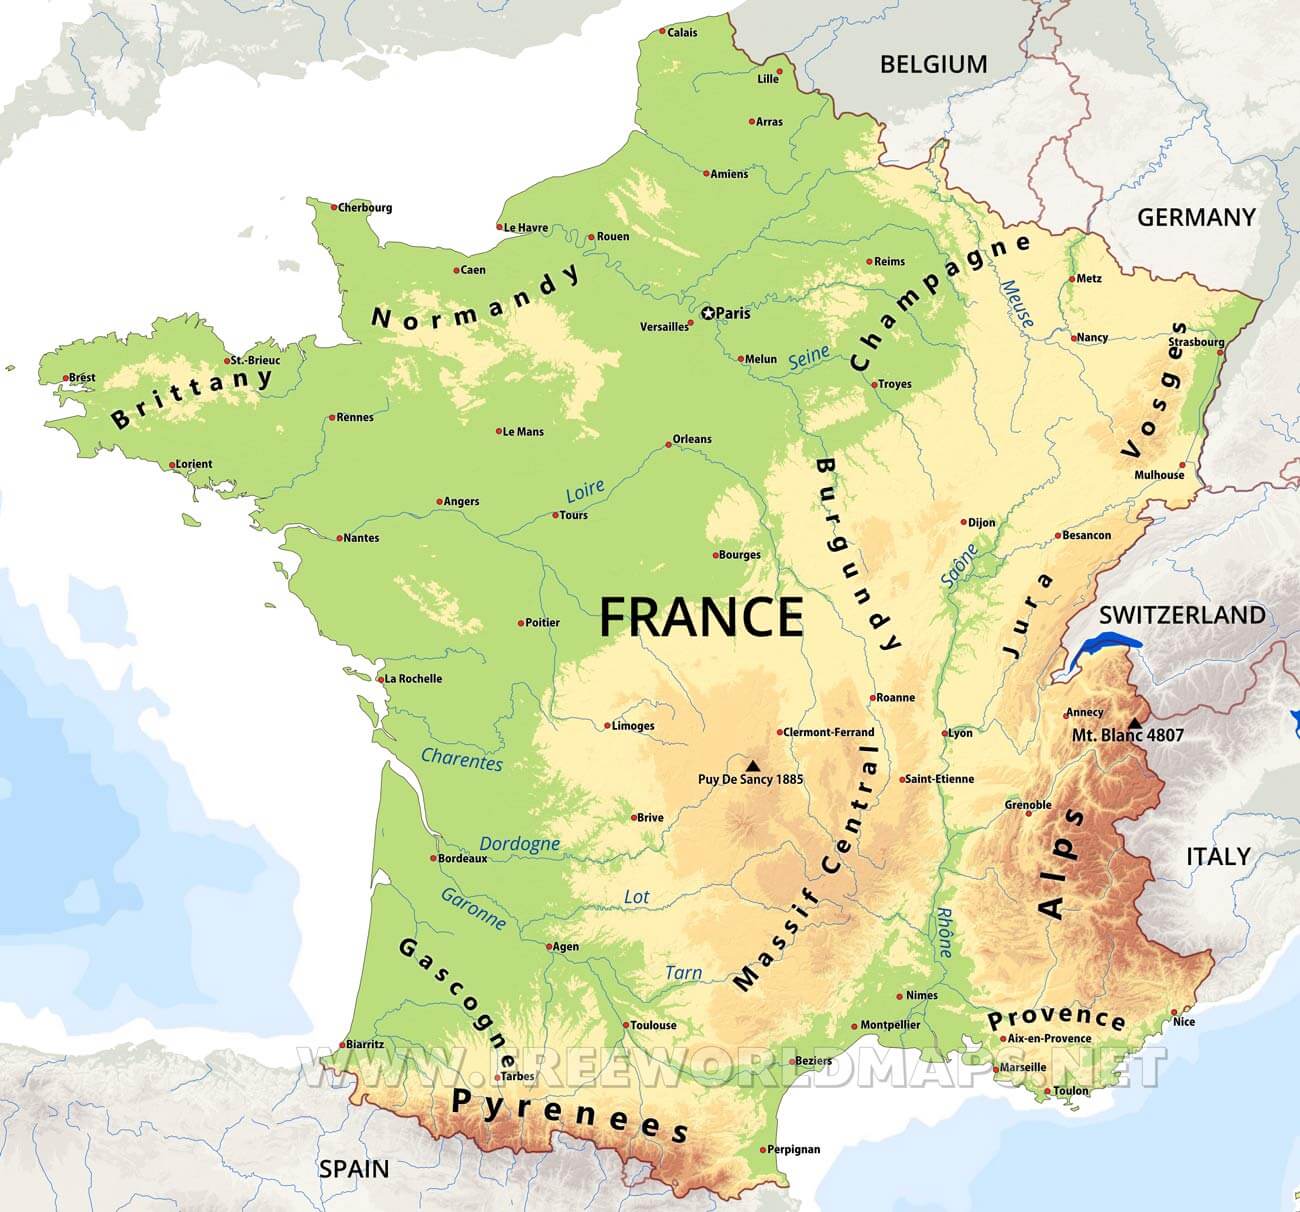 Calais
BELGIUM
Lille
Arras
Amiens
Cherbourg
Le Havre
Rouen
GERMANY
Caen
Normandy
Reims
Champagne
Metz
Meuse
Paris
Versailles
Nancy
Strasbourg
Vosges
St.-Brieuc
Brest
Brittany
Melun
Seine
Troyes
Rennes
Le Mans
Orleans
Lorient
Mulhouse
Burgundy
Angers
Loire
Tours
Dijon
Nantes
Besancon
Bourges
Saône
FRANCE
Jura
SWITZERLAND
Poitier
La Rochelle
Roanne
Annecy
Limoges
Clermont-Ferrand
Lyon
Mt. Blanc 4807
Charentes
Puy De Sancy 1885
Saint-Etienne
Grenoble
Brive
Alps
Dordogne
Bordeaux
ITALY
Massif Central
Lot
Garonne
Rhône
Gascogne
Agen
Tarn
Nimes
Provence
Nice
Toulouse
Montpellier
Aix-en-Provence
Biarritz
Beziers
WWW.FREEWORLDMAPS.NET
Marseille
Tarbes
Toulon
Pyrenees
Perpignan
SPAIN